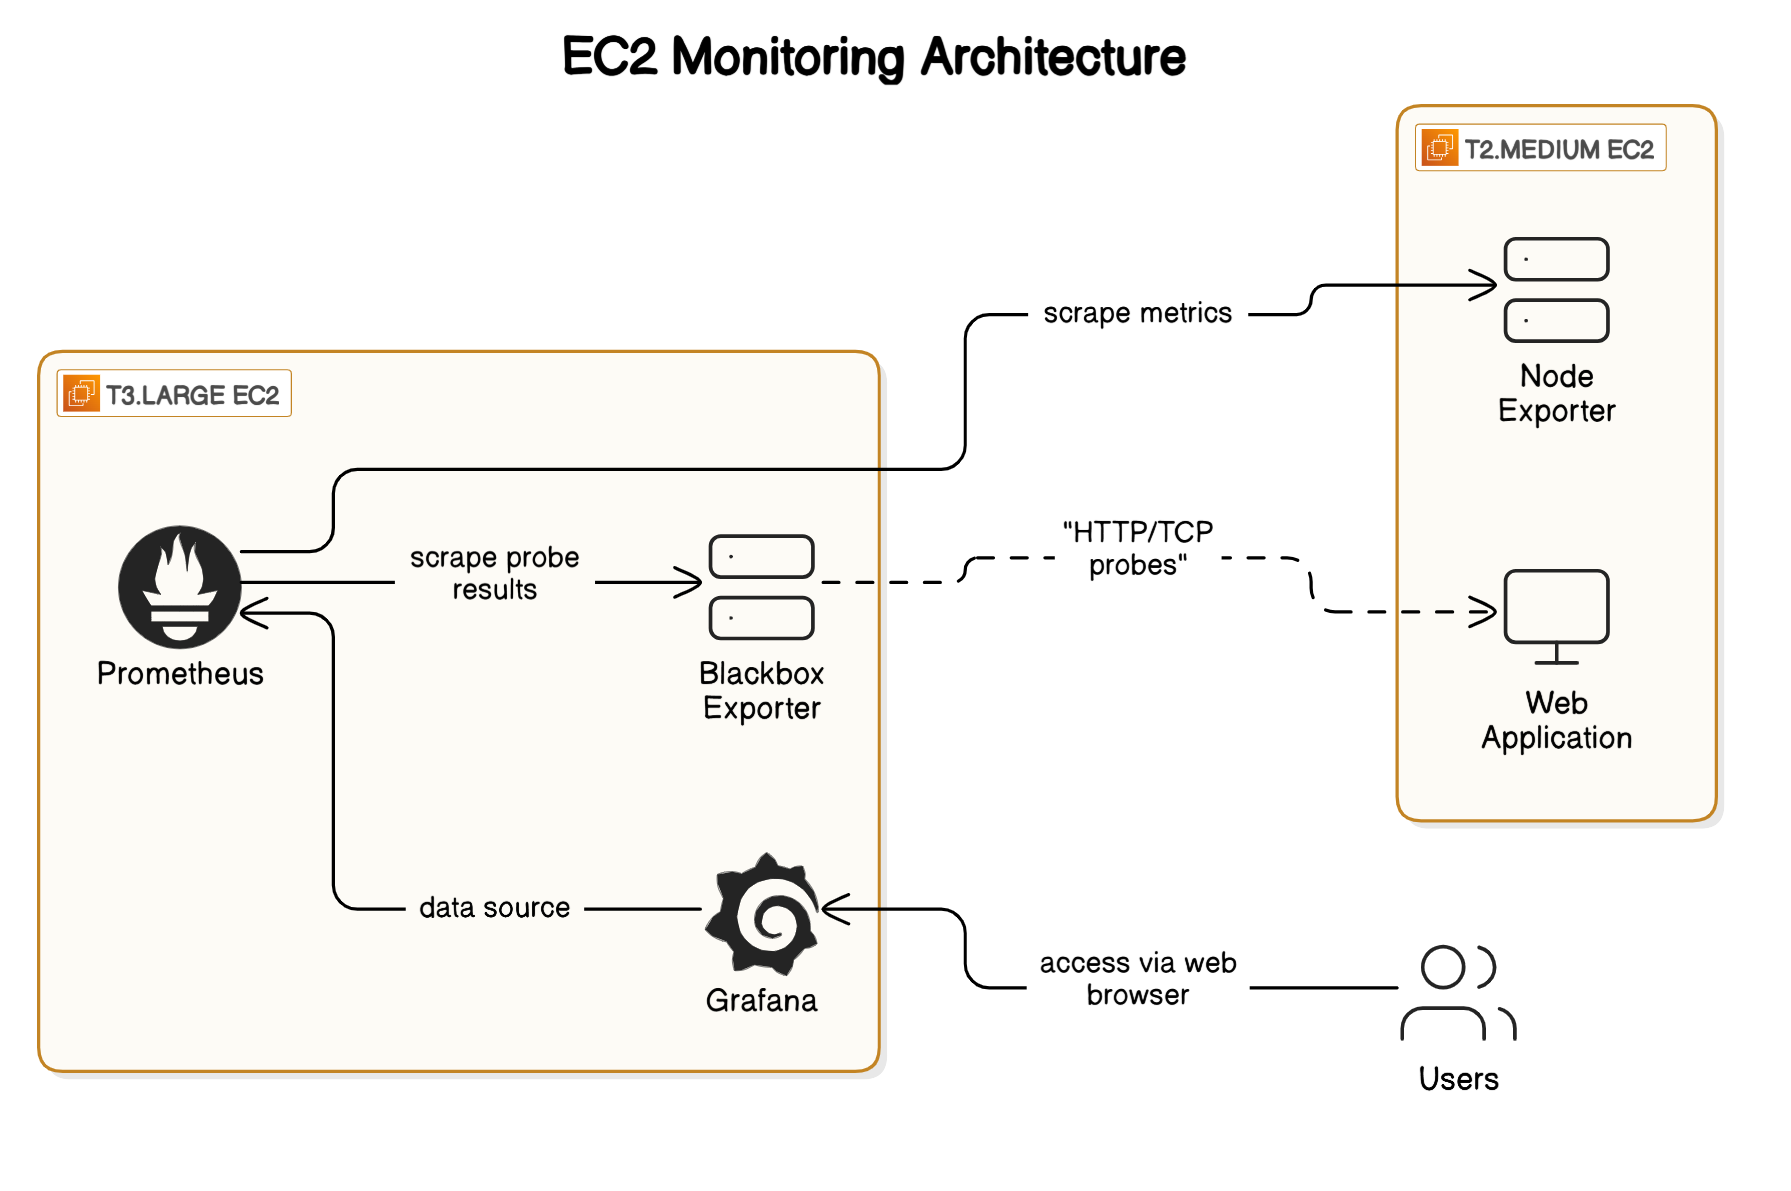 EC2 Monitoring Architecture
T2.MEDIUM EC2
scrape metrics
Node
Exporter
T3.LARGE EC2
"HTTP/TCP
probes"
scrape probe
results
Prometheus
Blackbox
Exporter
Web
Application
data source
Grafana
access via web
browser
Users